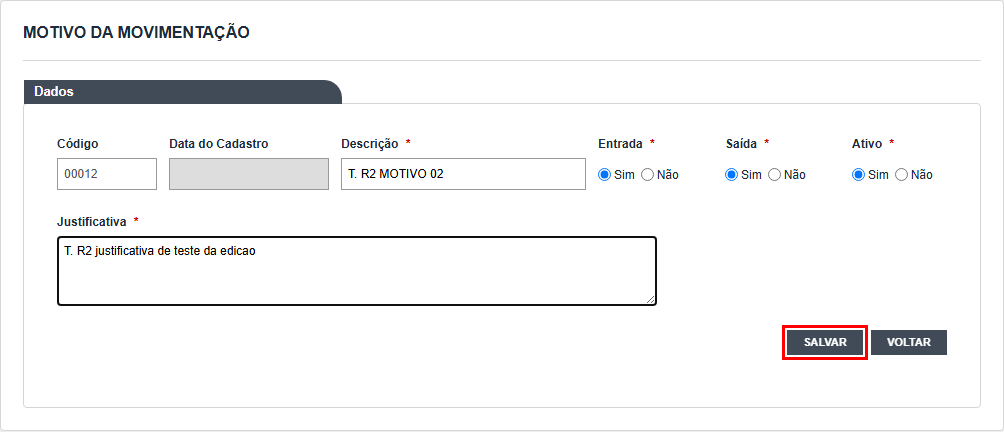 MOTIVO DA MOVIMENTAÇÃO
Dados
Código Data do Cadastro Descrição * Entrada * Saída * Ativo *
00012 T. R2 MOTIVO 02 Sim Não Sim Não Sim Não
Justificativa *
T. R2 justificativa de teste da edicao
SALVAR VOLTAR